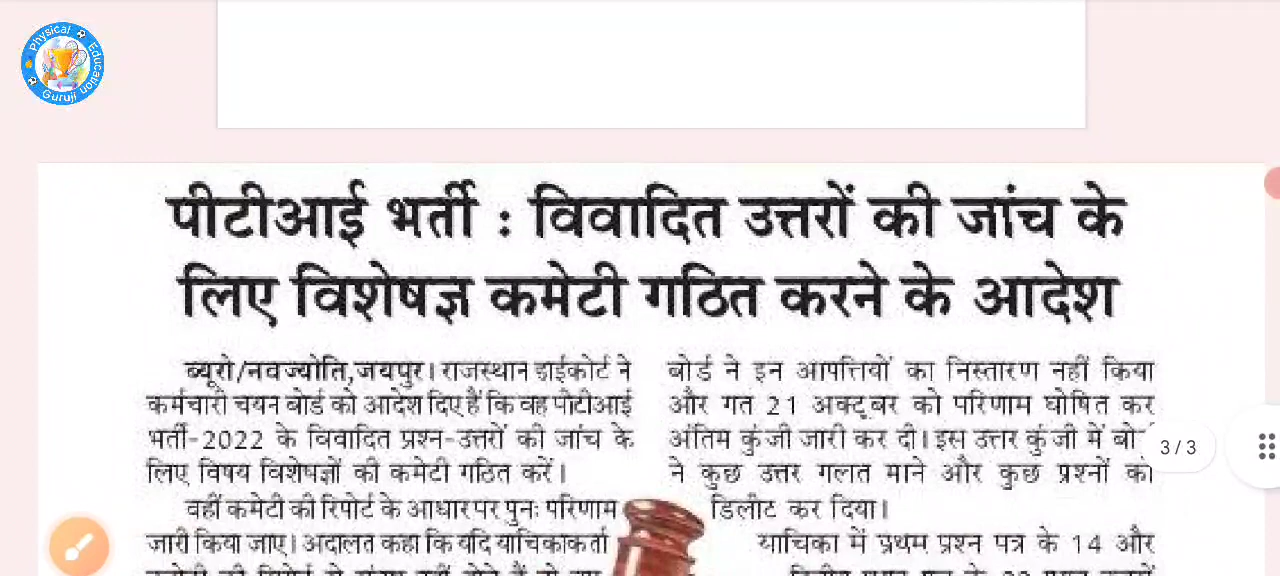 Physical Education Guruji
पीटीआई भर्ती : विवादित उत्तरों की जांच के
लिए विशेषज्ञ कमेटी गठित करने के आदेश
ब्यूरो/नवज्योति,जयपुर। राजस्थान हाईकोर्ट ने
कर्मचारी चयन बोर्ड को आदेश दिए हैं कि वह पीटीआई
भर्ती-2022 के विवादित प्रश्न-उत्तरों की जांच के
लिए विषय विशेषज्ञों की कमेटी गठित करें।
वहीं कमेटी की रिपोर्ट के आधार पर पुनः परिणाम
जारी किया जाए। अदालत कहा कि यदि याचिकाकर्ता
बोर्ड ने इन आपत्तियों का निस्तारण नहीं किया
और गत 21 अक्टूबर को परिणाम घोषित कर
अंतिम कुंजी जारी कर दी। इस उत्तर कुंजी में
ने कुछ उत्तर गलत माने और कुछ प्रश्नों को
डिलीट कर दिया।
याचिका में प्रथम प्रश्न पत्र के 14 और
3/3